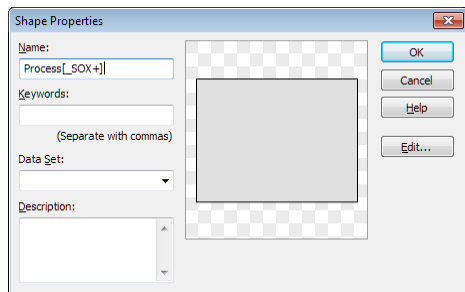 Shape Properties
Name:
Process[_SOX+]
Keywords:
(Separate with commas)
Data Set:
Description:
OK
Cancel
Help
Edit...